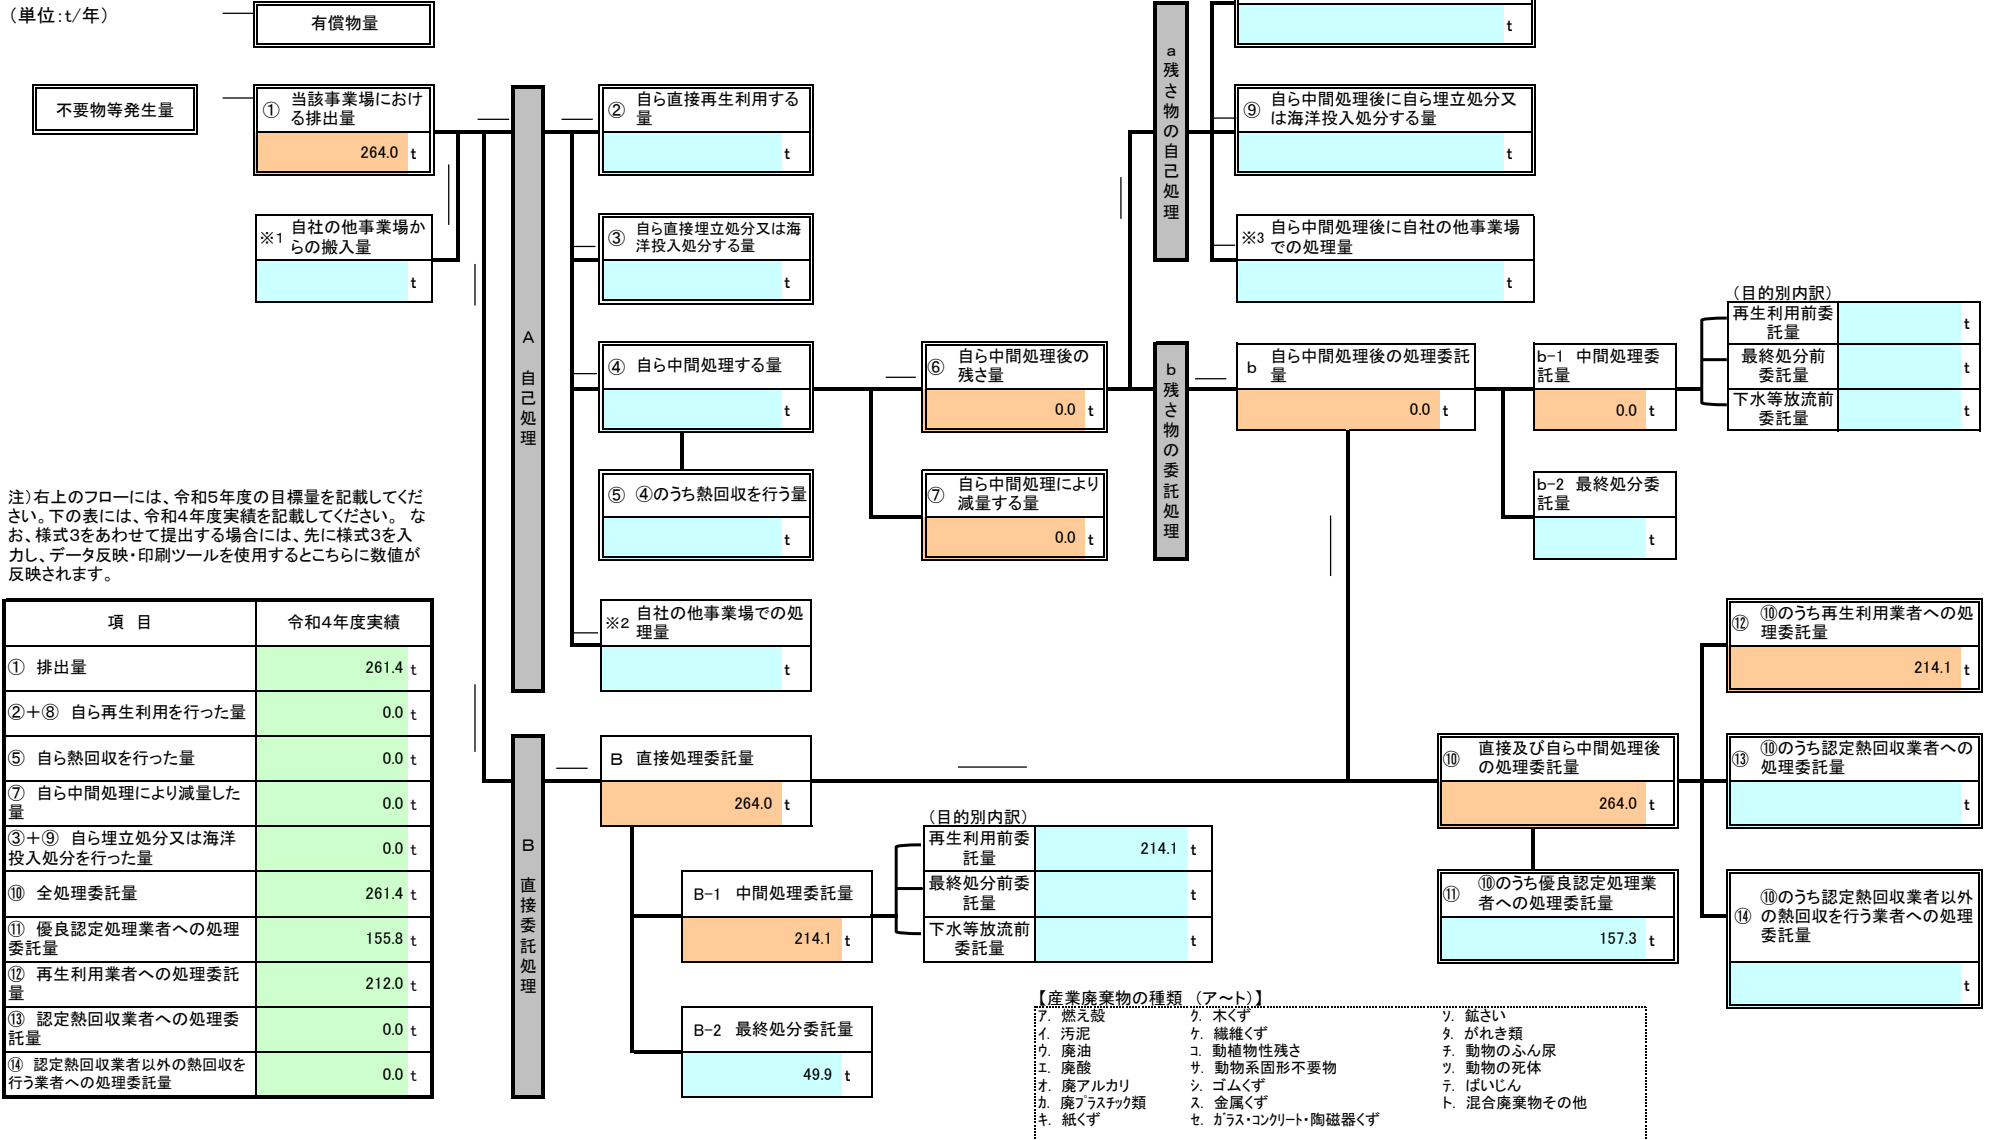 （単位:t/年）
有償物量
t
不要物等発生量
① 当該事業場におけ
る排出量
264.0 t
※1 自社の他事業場か
らの搬入量
t
A 自己処理
② 自ら直接再生利用する
量
t
③ 自ら直接埋立処分又は海
洋投入処分する量
t
④ 自ら中間処理する量
t
⑤ ④のうち熱回収を行う量
t
※2 自社の他事業場での処
理量
t
⑥ 自ら中間処理後の
残さ量
0.0 t
⑦ 自ら中間処理により
減量する量
0.0 t
a 残さ物の自己処理
⑨ 自ら中間処理後に自ら埋立処分又
は海洋投入処分する量
t
※3 自ら中間処理後に自社の他事業場
での処理量
t
b 残さ物の委託処理
b 自ら中間処理後の処理委託
量
0.0 t
b-1 中間処理委
託量
0.0 t
b-2 最終処分委
託量
t
（目的別内訳）
再生利用前委
託量
t
最終処分前
委託量
t
下水等放流前
委託量
t
注）右上のフローには、令和5年度の目標量を記載してくだ
さい。下の表には、令和4年度実績を記載してください。 な
お、様式3をあわせて提出する場合には、先に様式3を入
力し、データ反映・印刷ツールを使用するとこちらに数値が
反映されます。
項 目 令和4年度実績
① 排出量 261.4 t
②＋⑧ 自ら再生利用を行った量 0.0 t
⑤ 自ら熱回収を行った量 0.0 t
⑦ 自ら中間処理により減量した
量 0.0 t
③＋⑨ 自ら埋立処分又は海洋
投入処分を行った量 0.0 t
⑩ 全処理委託量 261.4 t
⑪ 優良認定処理業者への処理
委託量 155.8 t
⑫ 再生利用業者への処理委託
量 212.0 t
⑬ 認定熱回収業者への処理委
託量 0.0 t
⑭ 認定熱回収業者以外の熱回収を
行う業者への処理委託量 0.0 t
B 直接委託処理
B 直接処理委託量
264.0 t
B-1 中間処理委託量
214.1 t
B-2 最終処分委託量
49.9 t
（目的別内訳）
再生利用前委
託量
214.1 t
最終処分前委
託量
t
下水等放流前
委託量
t
⑩ 直接及び自ら中間処理後
の処理委託量
264.0 t
⑪ ⑩のうち優良認定処理業
者への処理委託量
157.3 t
⑫ ⑩のうち再生利用業者への処
理委託量
214.1 t
⑬ ⑩のうち認定熱回収業者への
処理委託量
t
⑭ ⑩のうち認定熱回収業者以外
の熱回収を行う業者への処理
委託量
t
【産業廃棄物の種類 （ア～ト）】
ア. 燃え殻 ク. 木くず ソ. 鉱さい
イ. 汚泥 ケ. 繊維くず タ. がれき類
ウ. 廃油 コ. 動植物性残さ チ. 動物のふん尿
エ. 廃酸 サ. 動物系固形不要物 ツ. 動物の死体
オ. 廃アルカリ シ. ゴムくず テ. ばいじん
カ. 廃プラスチック類 ス. 金属くず ト. 混合廃棄物その他
キ. 紙くず セ. ガラス・コンクリート・陶磁器くず